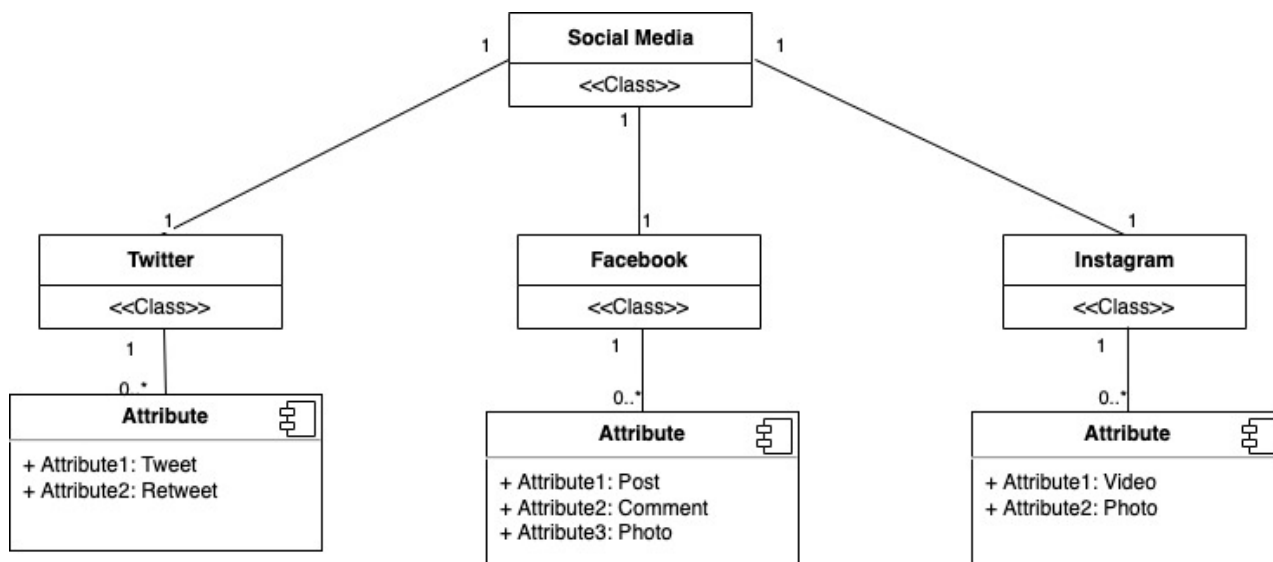 Social Media
<<Class>>
1
1
1
1
1
1
Twitter
<<Class>>
Facebook
<<Class>>
Instagram
<<Class>>
1
1
1
0..*
0..*
0..*
Attribute
+ Attribute1: Tweet
+ Attribute2: Retweet
Attribute
+ Attribute1: Post
+ Attribute2: Comment
+ Attribute3: Photo
Attribute
+ Attribute1: Video
+ Attribute2: Photo